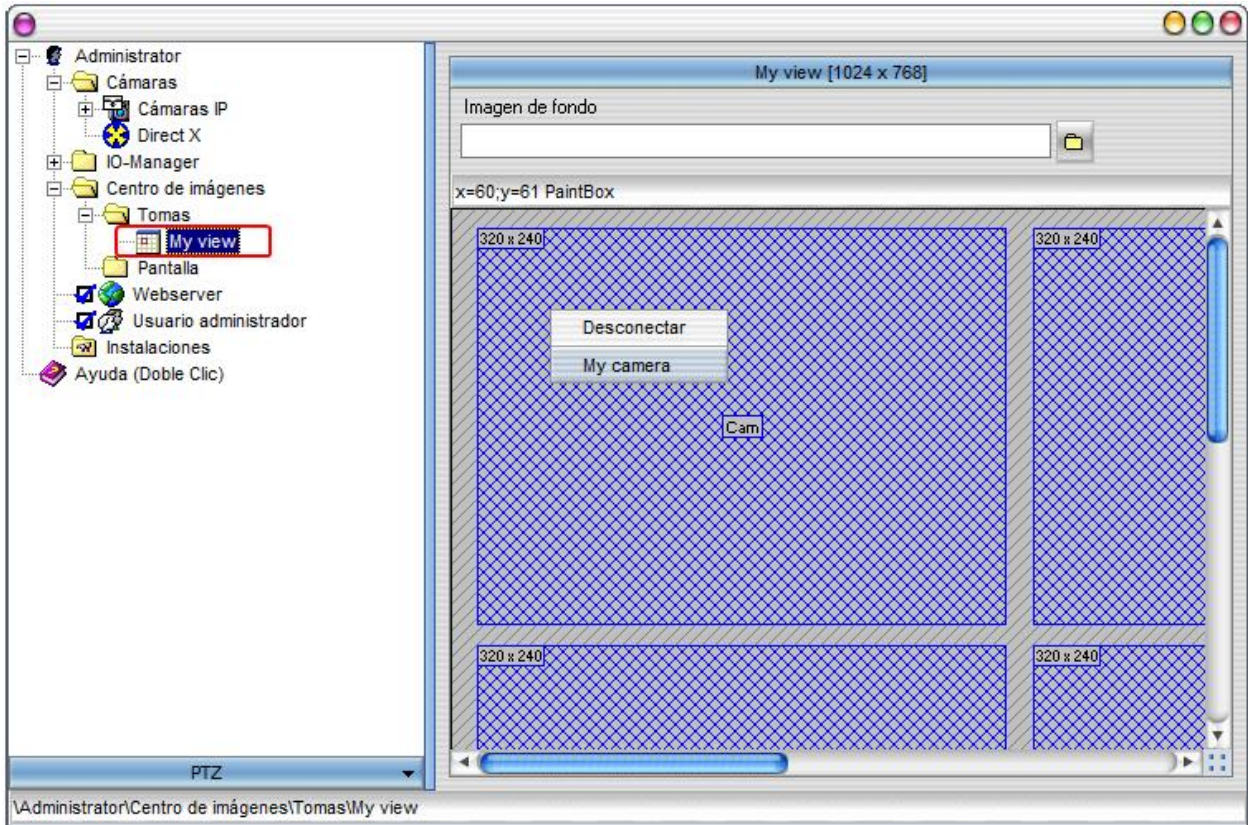 Administrator
Cámaras
Cámaras IP
Direct X
IO-Manager
Centro de imágenes
Tomas
My view
Pantalla
Webserver
Usuario administrador
Instalaciones
Ayuda (Doble Clic)
PTZ
My view [1024 x 768]
Imagen de fondo
x=60;y=61 PaintBox
320 x 240
320 x 240
Desconectar
My camera
Cam
320 x 240
320 x 240
\Administrator\Centro de imágenes\Tomas\My view